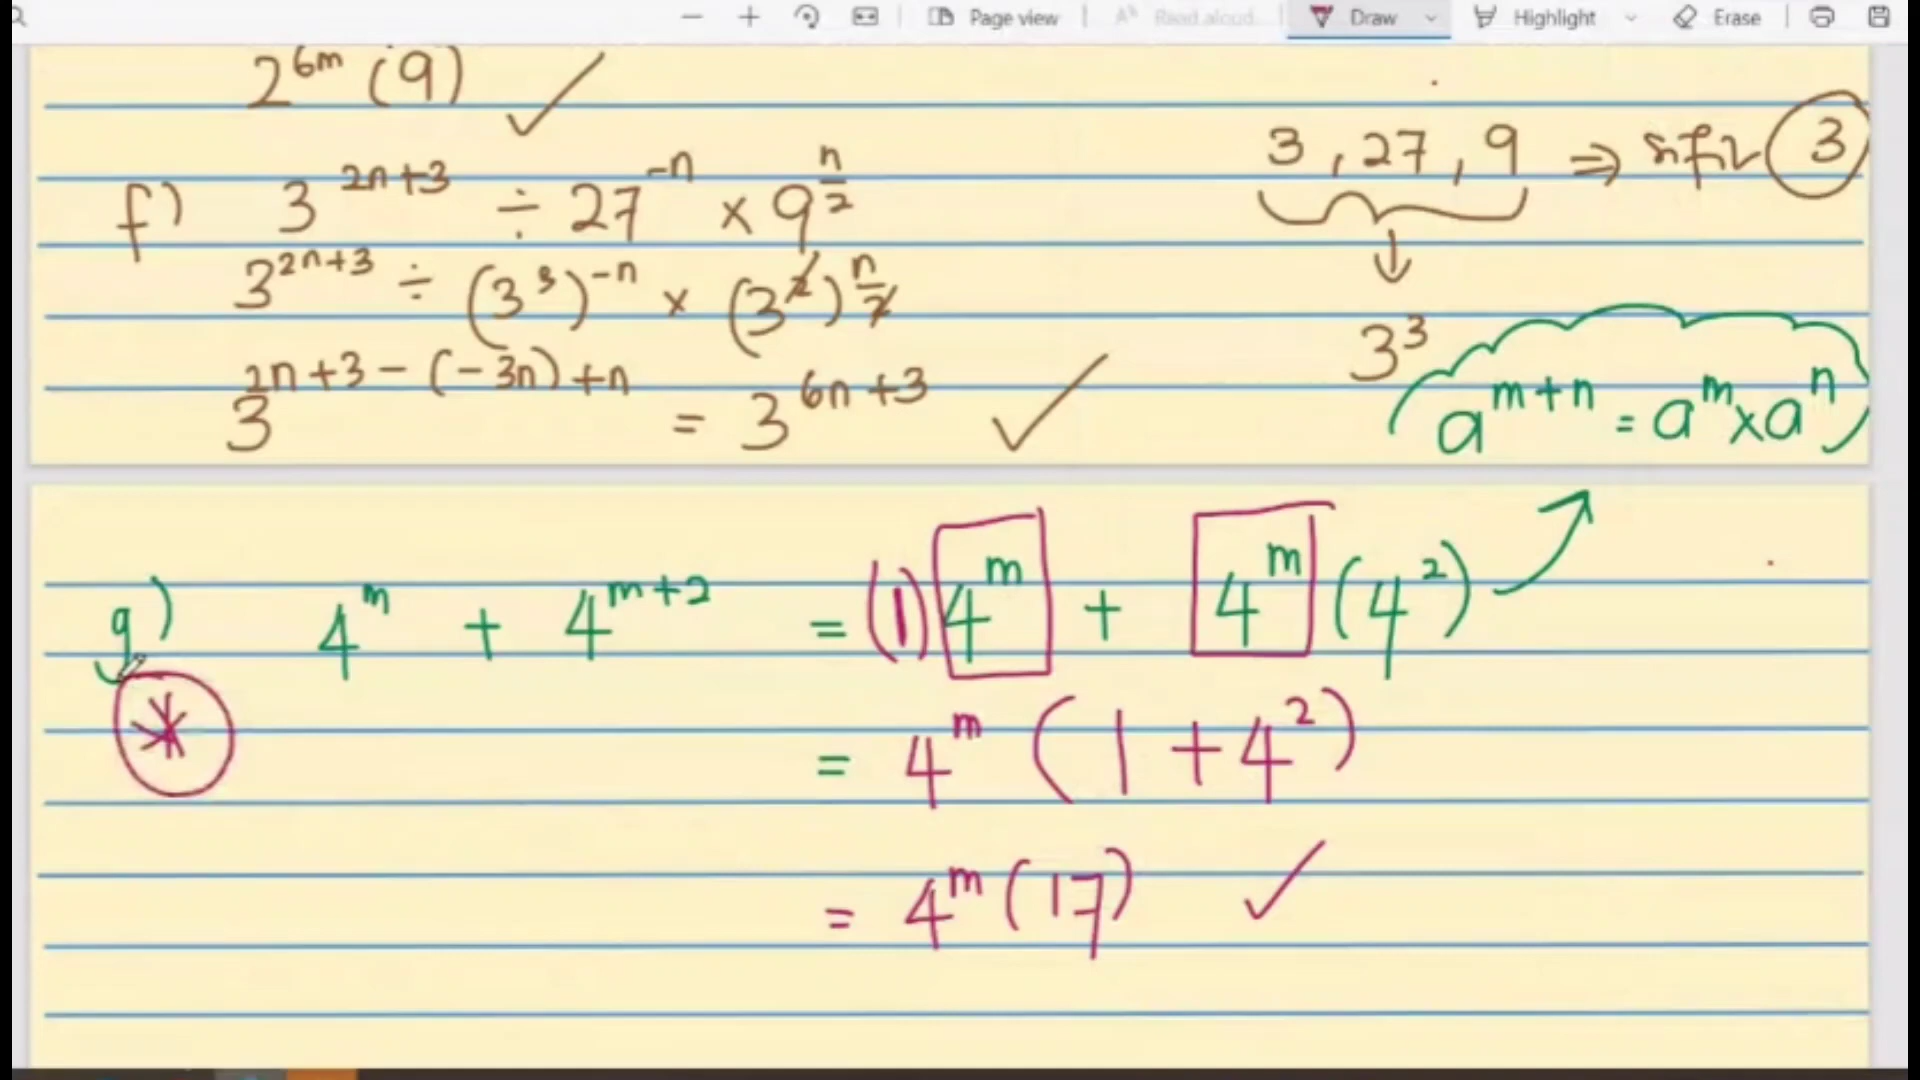 Page view Read aloud Draw Highlight Erase
2^{6m} (9) ✓
3, 27, 9 ⇒ sifir 3
f) 3^{2n+3} ÷ 27^{-n} × 9^{n/2}
3^{2n+3} ÷ (3^3)^{-n} × (3^2)^{n/2}
3^3
3^{2n+3-(-3n)+n} = 3^{6n+3} ✓
a^{m+n} = a^m × a^n
g) 4^m + 4^{m+2} = (1) 4^m + 4^m (4^2)
*
= 4^m (1 + 4^2)
= 4^m (17) ✓